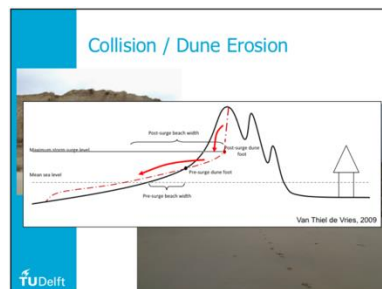 Collision / Dune Erosion
Post-surge beach width
Maximum storm surge level
Post-surge dune
foot
Mean sea level
Pre-surge dune foot
Pre-surge beach width
Van Thiel de Vries, 2009
TUDelft